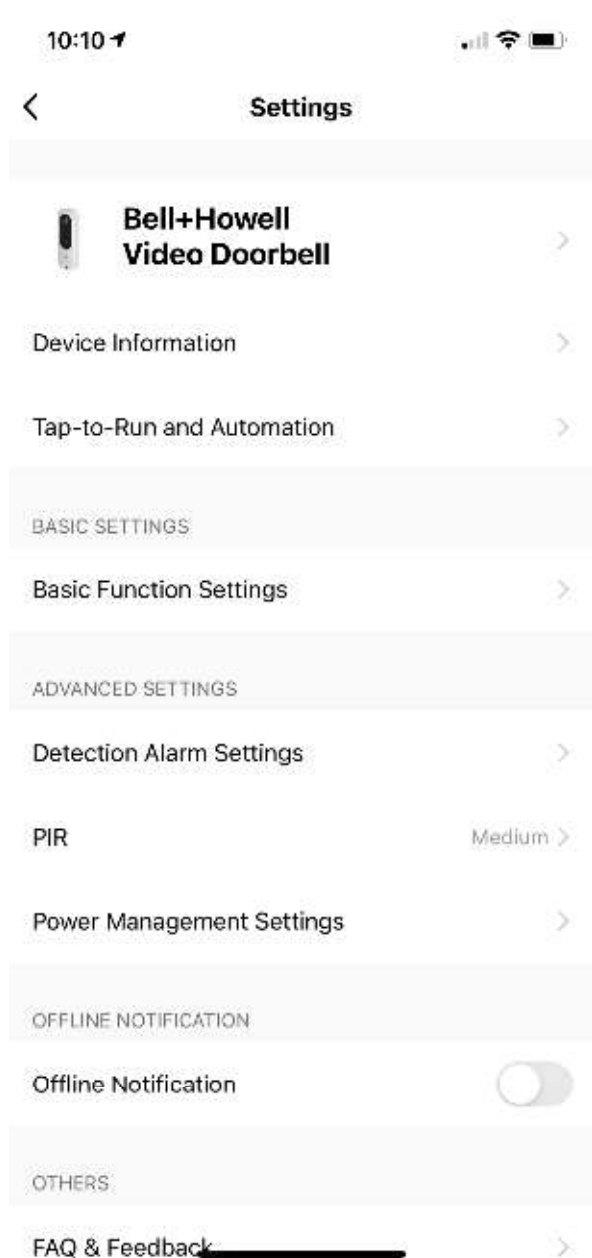 10:10
Settings
Bell+Howell
Video Doorbell
Device Information
Tap-to-Run and Automation
BASIC SETTINGS
Basic Function Settings
ADVANCED SETTINGS
Detection Alarm Settings
PIR Medium
Power Management Settings
OFFLINE NOTIFICATION
Offline Notification
OTHERS
FAQ & Feedback